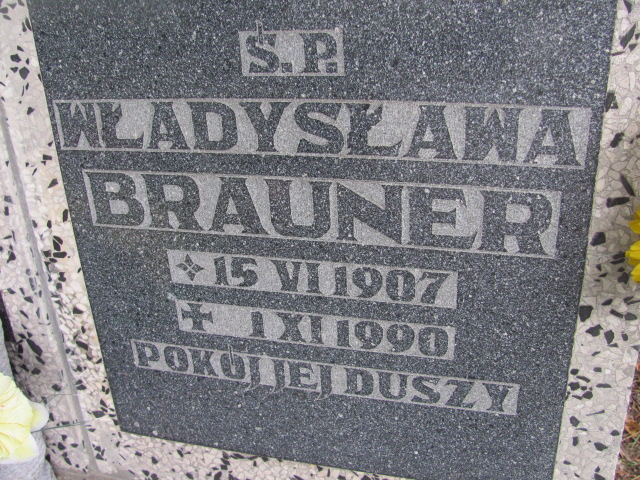 Ś.P.
WŁADYSŁAWA
BRAUNER
15 VI 1907
1 XI 1990
POKÓJ JEJ DUSZY